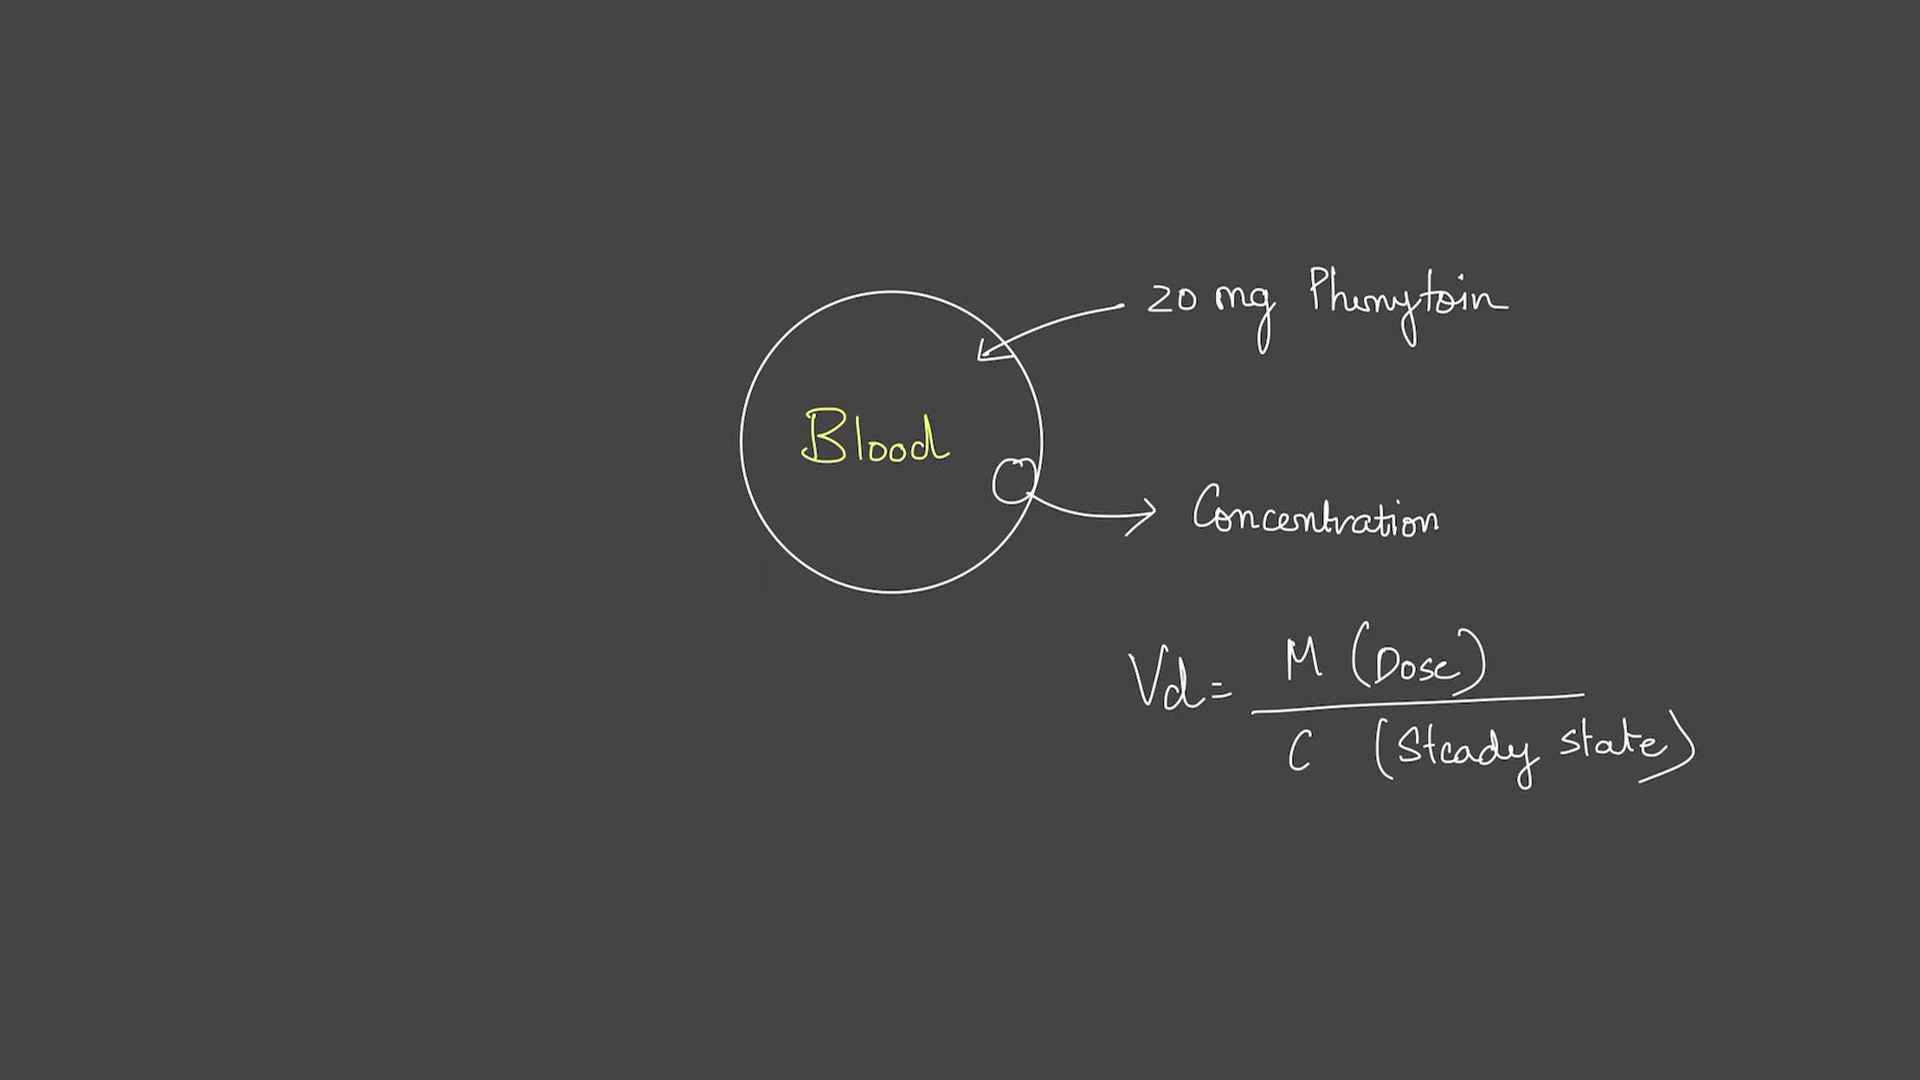 20 mg Phenytoin
Blood
Concentration
Vd = M (Dose)
C (Steady state)